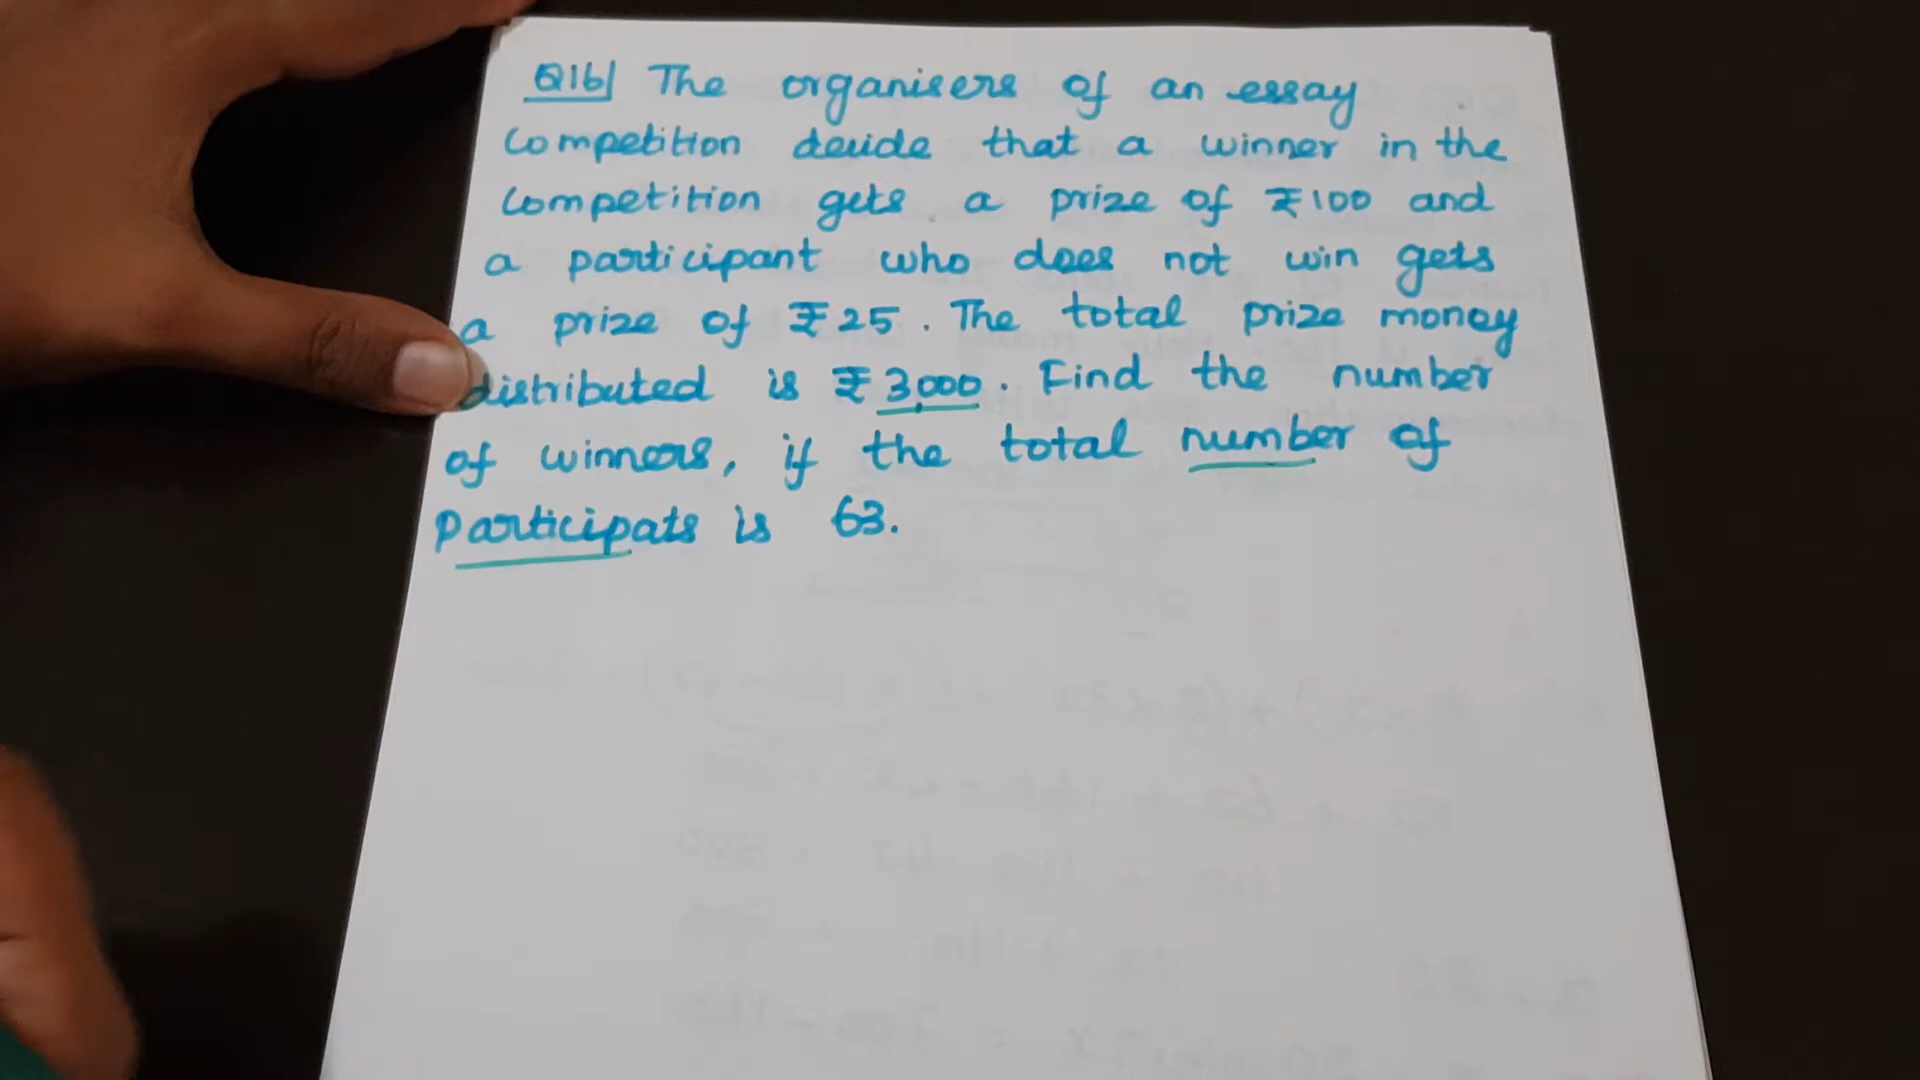 Q16) The organisers of an essay
competition decide that a winner in the
competition gets a prize of ₹100 and
a participant who does not win gets
a prize of ₹25. The total prize money
distributed is ₹3,000. Find the number
of winners, if the total number of
Participats is 63.